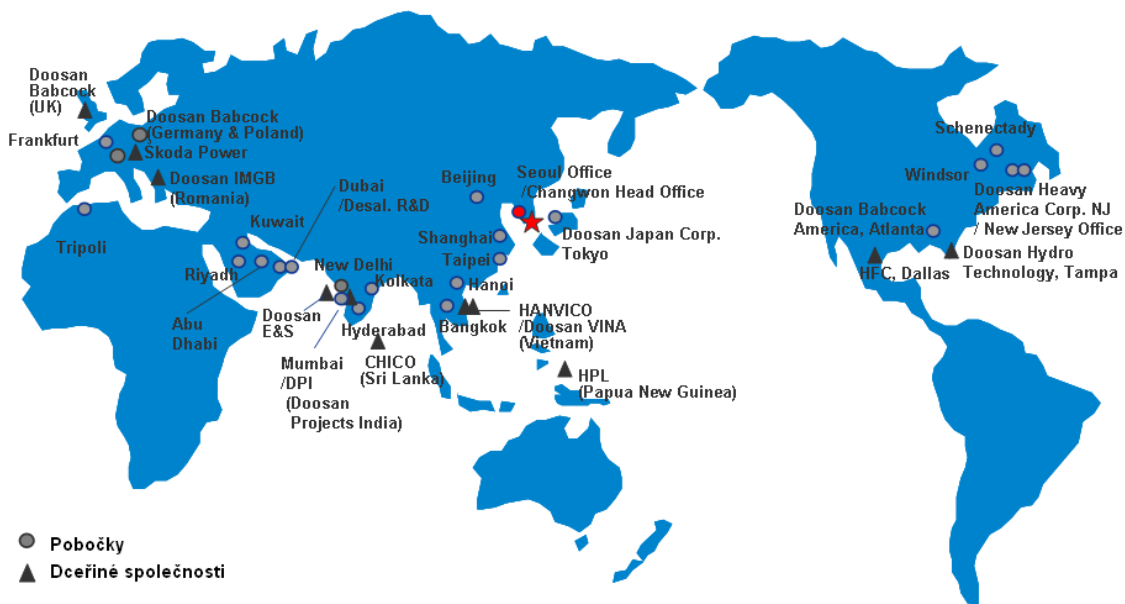 Doosan
Babcock
(UK)
Doosan Babcock
(Germany & Poland)
Frankfurt
Skoda Power
Doosan IMGB
(Romania)
Tripoli
Kuwait
Riyadh
Abu
Dhabi
Dubai
/Desal. R&D
New Delhi
Kolkata
Doosan
E&S
Hyderabad
Mumbai
/DPI
(Doosan
Projects India)
CHICO
(Sri Lanka)
Beijing
Seoul Office
/Changwon Head Office
Shanghai
Taipei
Doosan Japan Corp.
Tokyo
Hanoi
Bangkok
HANVICO
/Doosan VINA
(Vietnam)
HPL
(Papua New Guinea)
Schenectady
Windsor
Doosan Heavy
America Corp. NJ
/ New Jersey Office
Doosan Babcock
America, Atlanta
HFC, Dallas
Doosan Hydro
Technology, Tampa
Pobočky
Dceřiné společnosti